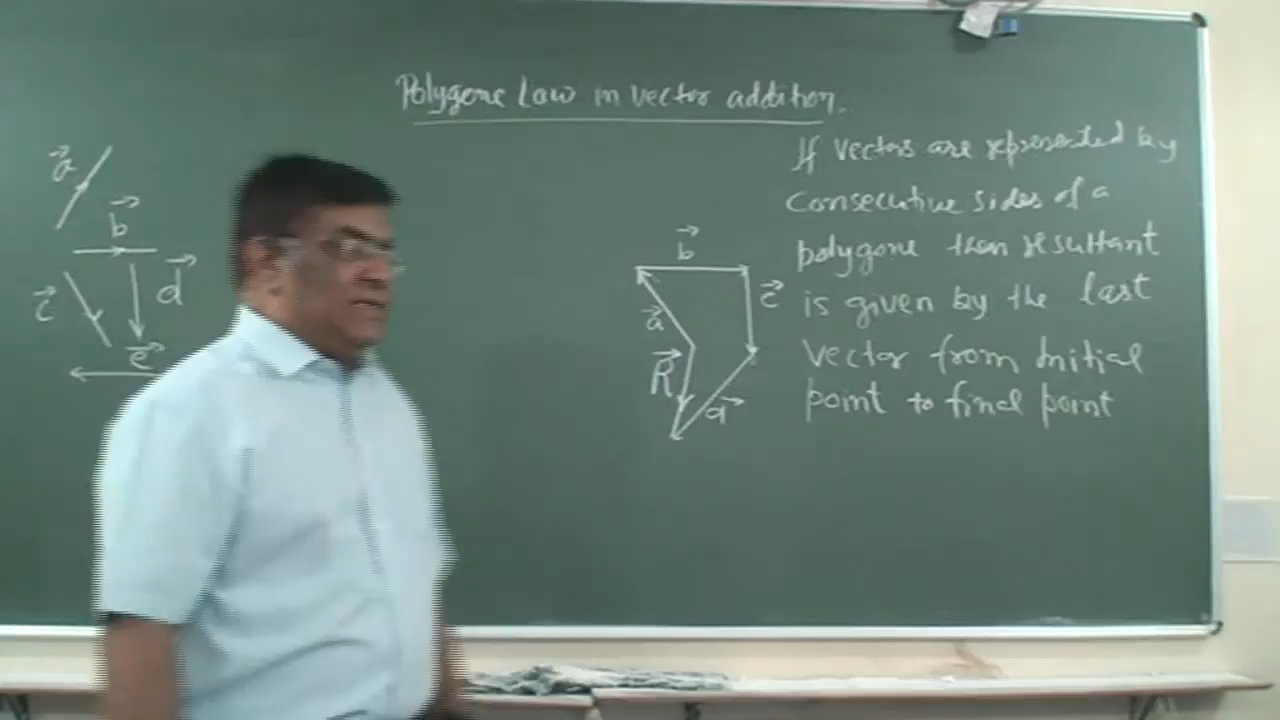 Polygone Law in vector addition.
If vectors are represented by
consecutive sides of a
polygone then resultant
is given by the last
vector from initial
point to final point
a
b
c
d
e
b
c
a
R
d